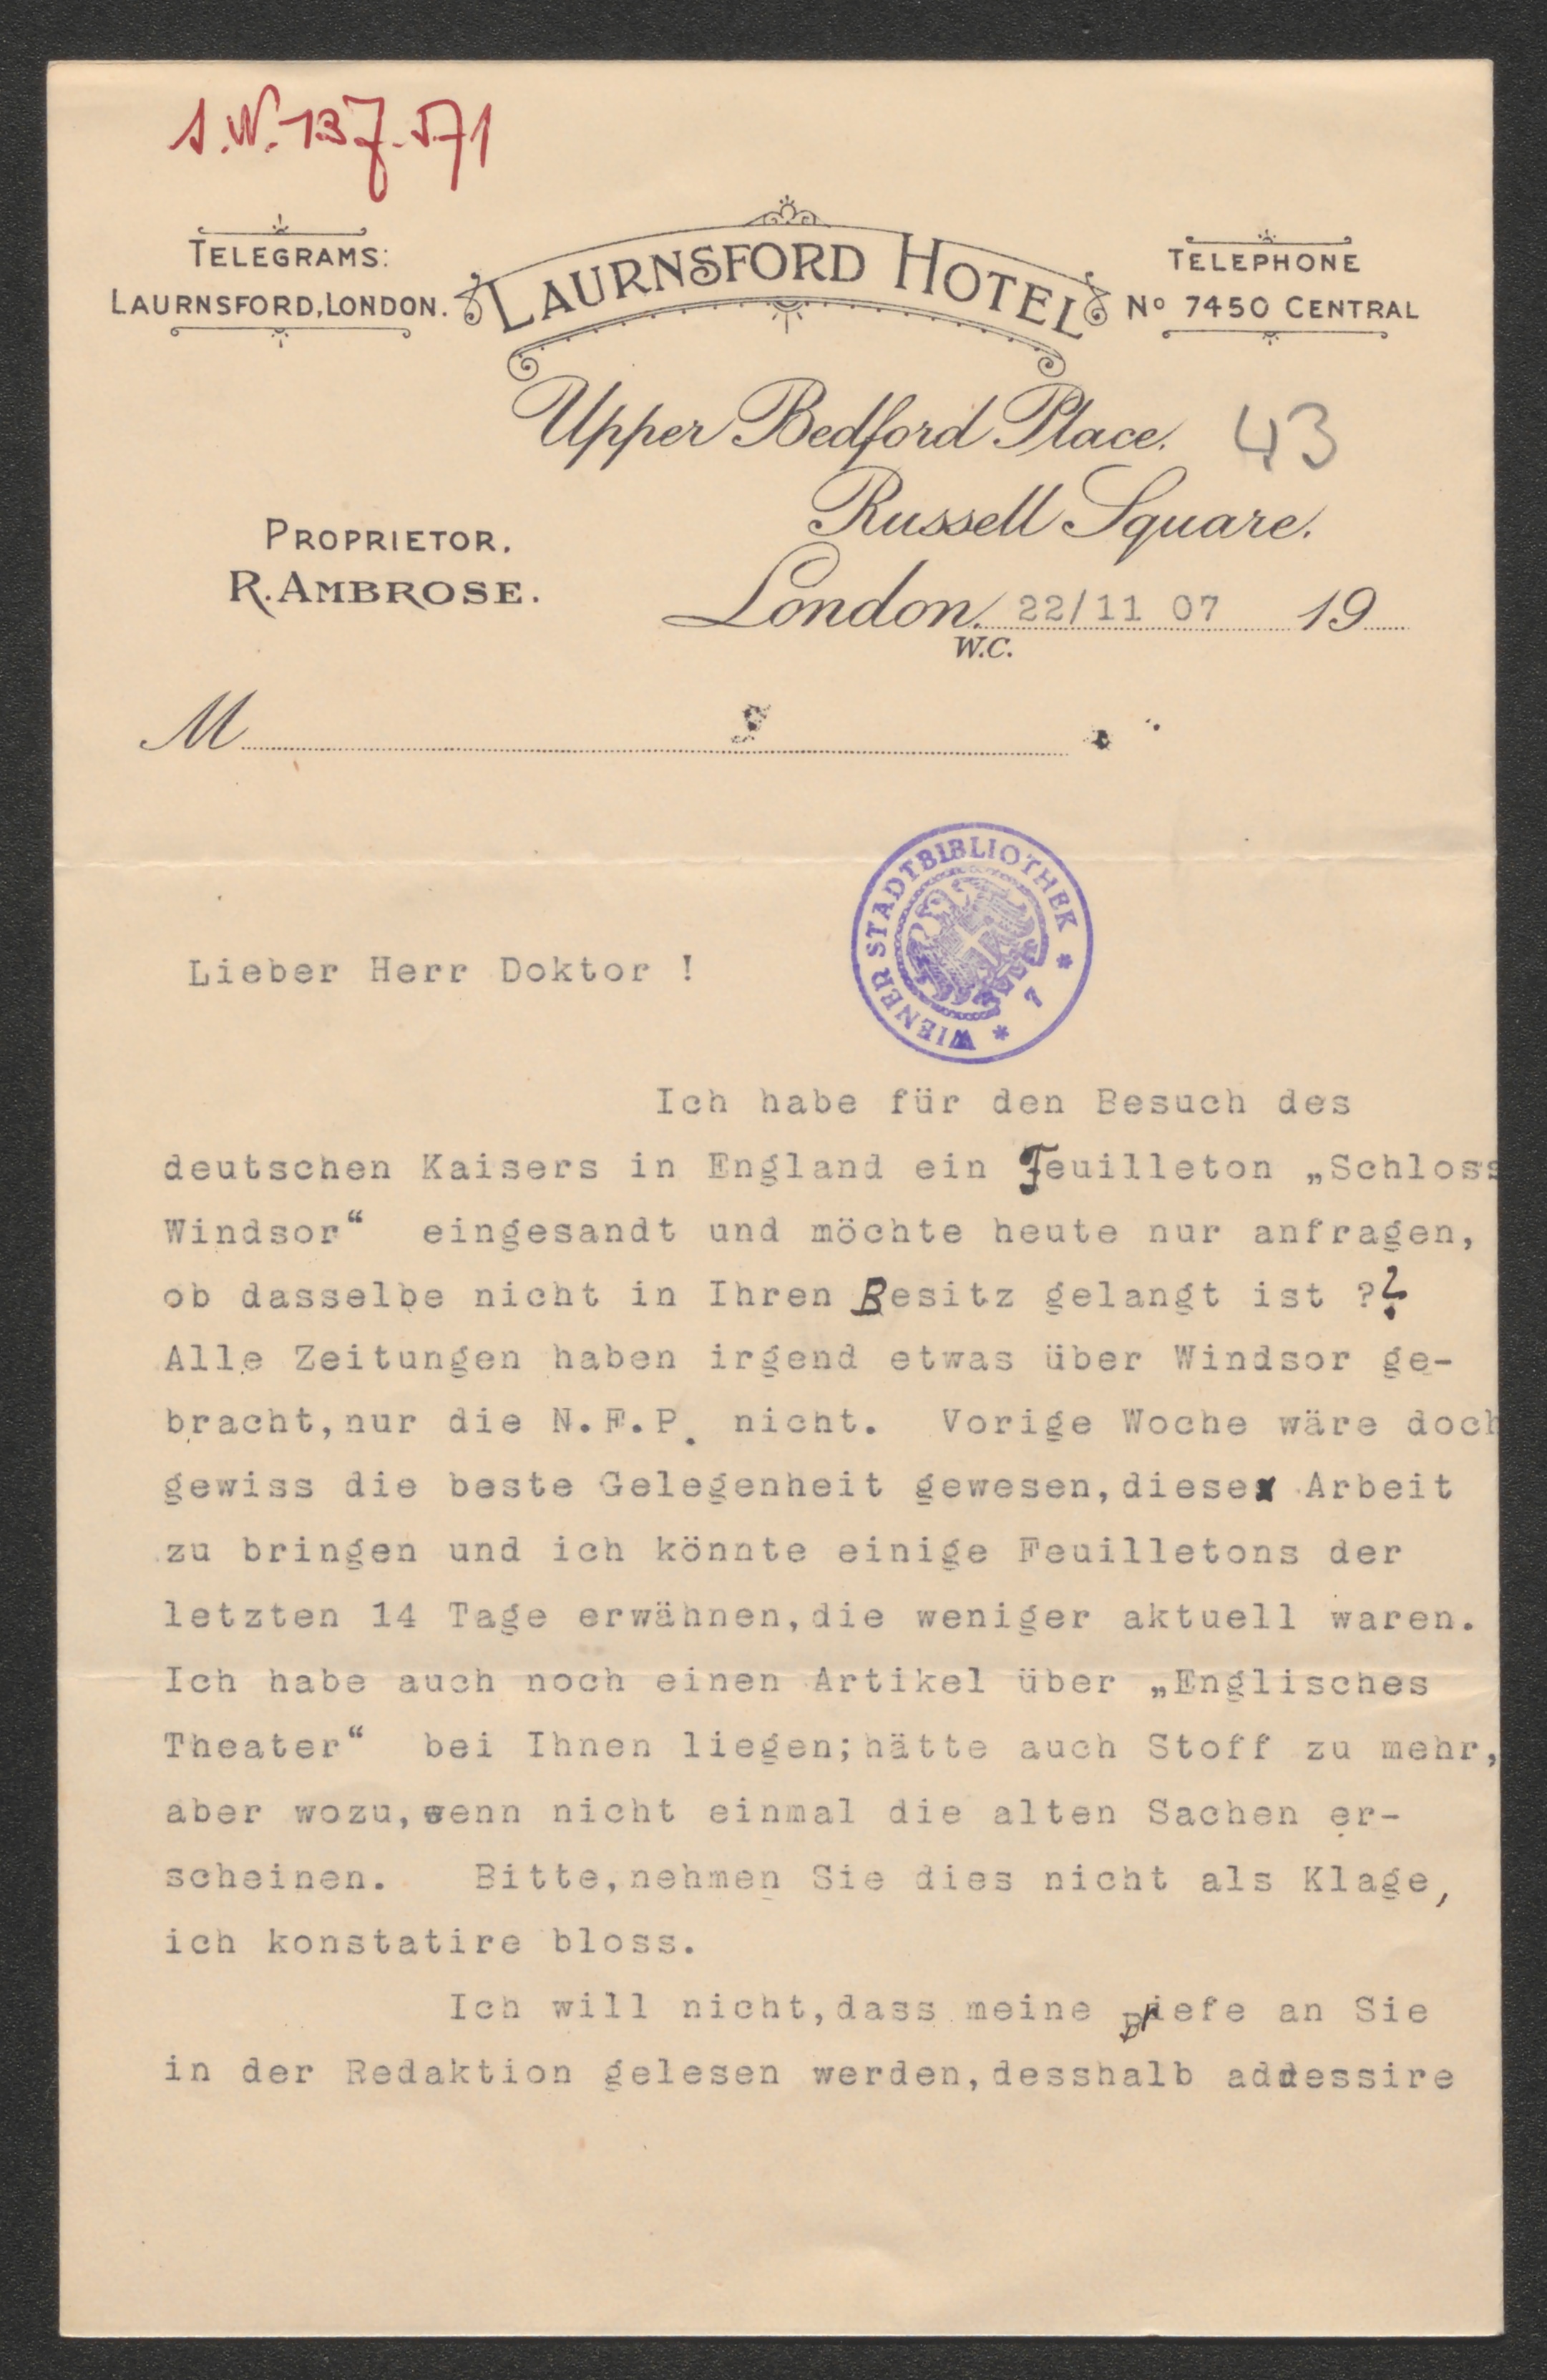 I.N. 137.571
TELEGRAMS:
LAURNSFORD, LONDON.
LAURNSFORD HOTEL
TELEPHONE
No 7450 CENTRAL
Upper Bedford Place.
43
Russell Square.
PROPRIETOR.
R. AMBROSE.
London. 22/11 07 19
W.C.
M
WIENER STADTBIBLIOTHEK * 7 *
Lieber Herr Doktor !
Ich habe für den Besuch des
deutschen Kaisers in England ein Feuilleton „Schloss
Windsor“ eingesandt und möchte heute nur anfragen,
ob dasselbe nicht in Ihren Besitz gelangt ist ??
Alle Zeitungen haben irgend etwas über Windsor ge-
bracht,nur die N.F.P. nicht. Vorige Woche wäre doch
gewiss die beste Gelegenheit gewesen,diese Arbeit
zu bringen und ich könnte einige Feuilletons der
letzten 14 Tage erwähnen,die weniger aktuell waren.
Ich habe auch noch einen Artikel über „Englisches
Theater“ bei Ihnen liegen;hätte auch Stoff zu mehr,
aber wozu,wenn nicht einmal die alten Sachen er-
scheinen. Bitte,nehmen Sie dies nicht als Klage,
ich konstatire bloss.
Ich will nicht,dass meine Briefe an Sie
in der Redaktion gelesen werden,desshalb addessire